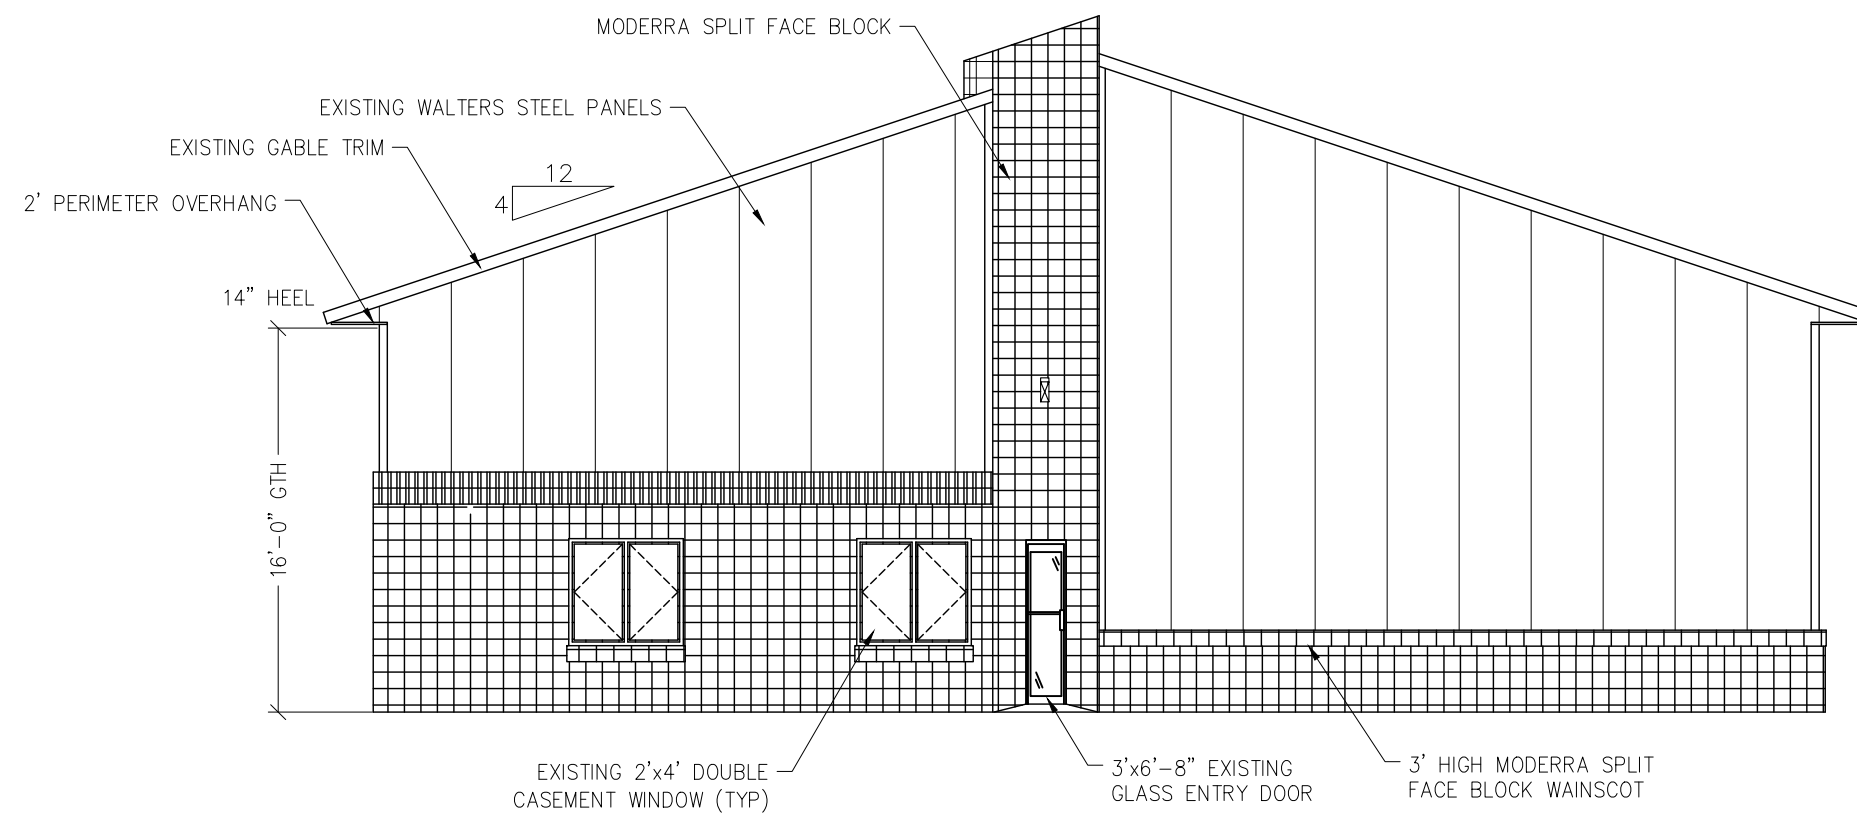 MODERRA SPLIT FACE BLOCK
EXISTING WALTERS STEEL PANELS
EXISTING GABLE TRIM
12
4
2' PERIMETER OVERHANG
14" HEEL
16'-0" GTH
EXISTING 2'x4' DOUBLE
CASEMENT WINDOW (TYP)
3'x6'-8" EXISTING
GLASS ENTRY DOOR
3' HIGH MODERRA SPLIT
FACE BLOCK WAINSCOT